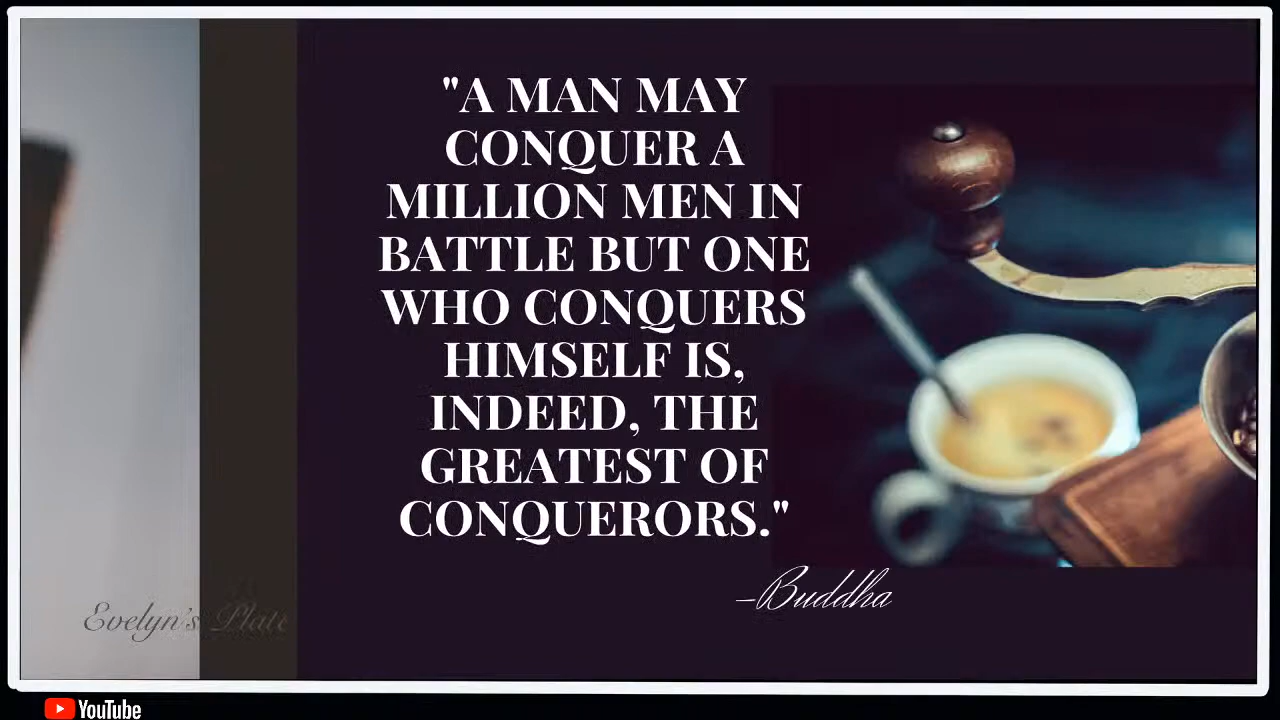 "A MAN MAY
CONQUER A
MILLION MEN IN
BATTLE BUT ONE
WHO CONQUERS
HIMSELF IS,
INDEED, THE
GREATEST OF
CONQUERORS."
–Buddha
Evelyn's Plate
YouTube